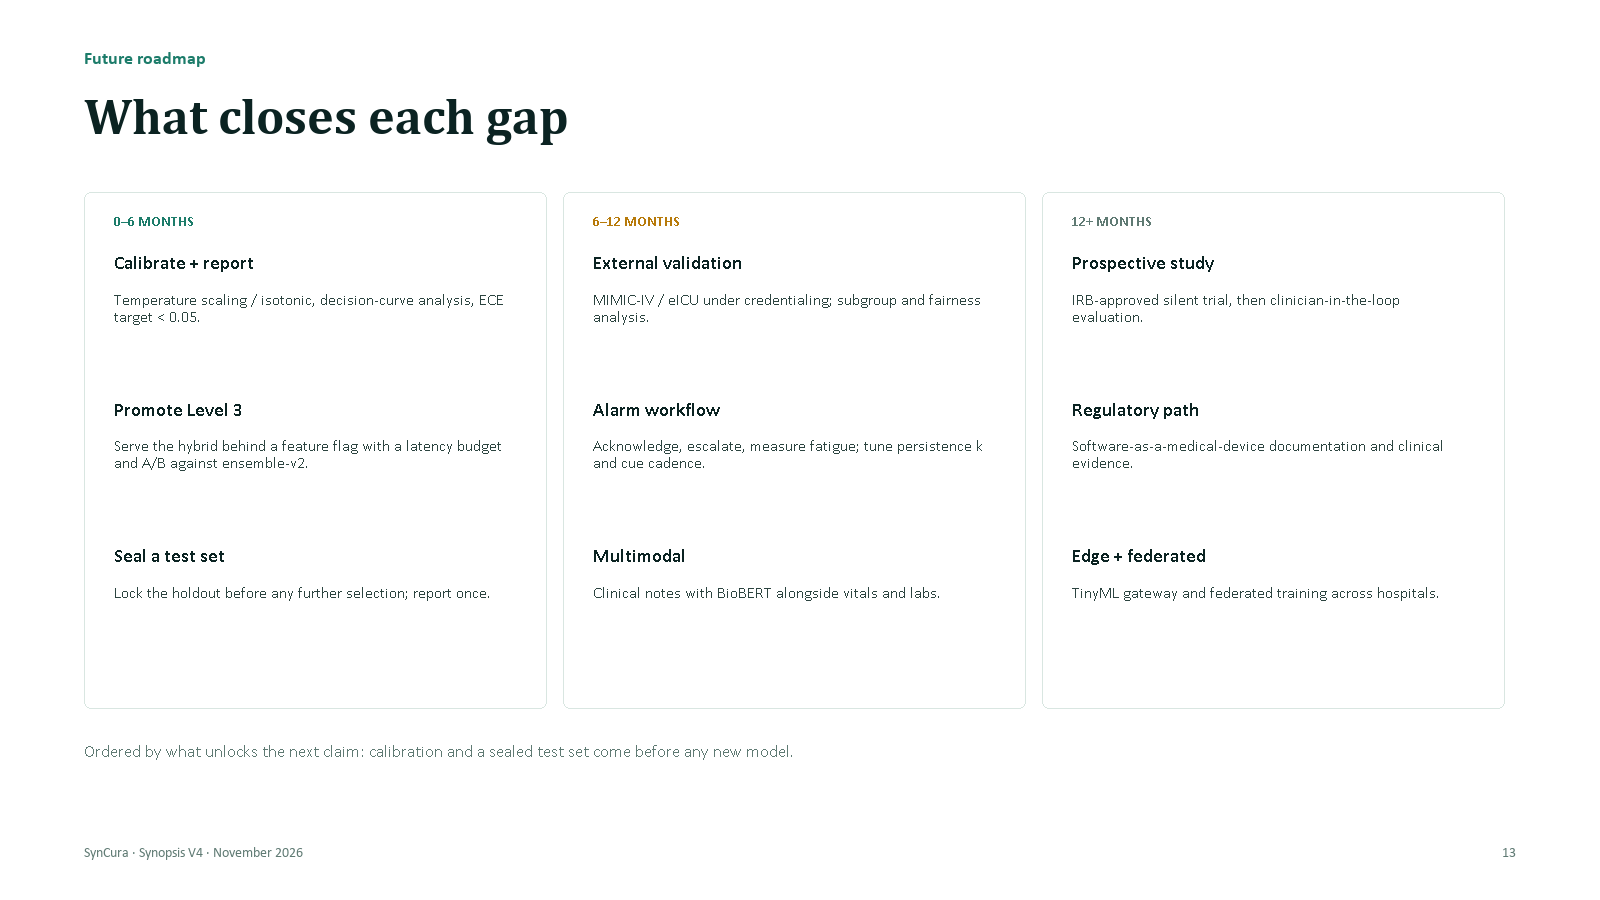 Future roadmap
What closes each gap
0–6 MONTHS
Calibrate + report
Temperature scaling / isotonic, decision-curve analysis, ECE
target < 0.05.
Promote Level 3
Serve the hybrid behind a feature flag with a latency budget
and A/B against ensemble-v2.
Seal a test set
Lock the holdout before any further selection; report once.
6–12 MONTHS
External validation
MIMIC-IV / eICU under credentialing; subgroup and fairness
analysis.
Alarm workflow
Acknowledge, escalate, measure fatigue; tune persistence k
and cue cadence.
Multimodal
Clinical notes with BioBERT alongside vitals and labs.
12+ MONTHS
Prospective study
IRB-approved silent trial, then clinician-in-the-loop
evaluation.
Regulatory path
Software-as-a-medical-device documentation and clinical
evidence.
Edge + federated
TinyML gateway and federated training across hospitals.
Ordered by what unlocks the next claim: calibration and a sealed test set come before any new model.
SynCura · Synopsis V4 · November 2026
13